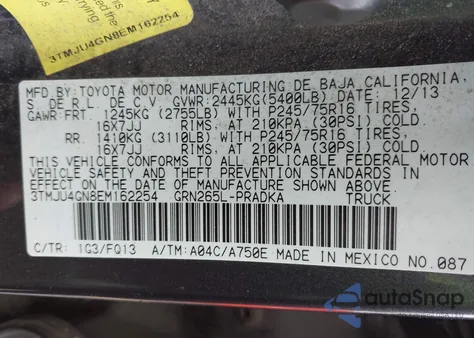 carrying
3TMJU4GN8EM162254
MFD.BY:TOYOTA MOTOR MANUFACTURING DE BAJA CALIFORNIA.
S. DE R.L. DE C.V. GVWR:2445KG(5400LB) DATE: 12/13
GAWR:FRT. 1245KG (2755LB) WITH P245/75R16 TIRES,
16X7JJ RIMS, AT 210KPA (30PSI) COLD.
RR. 1410KG (3110LB) WITH P245/75R16 TIRES,
16X7JJ RIMS, AT 210KPA (30PSI) COLD.
THIS VEHICLE CONFORMS TO ALL APPLICABLE FEDERAL MOTOR
VEHICLE SAFETY STANDARDS IN EFFECT ON THE DATE OF
MANUFACTURE SHOWN ABOVE.
3TMJU4GN8EM162254 GRN265L-PRADKA TRUCK
C/TR: 1G3/FQ13 A/TM: A04C/A750E MADE IN MEXICO NO.087
autoSnap